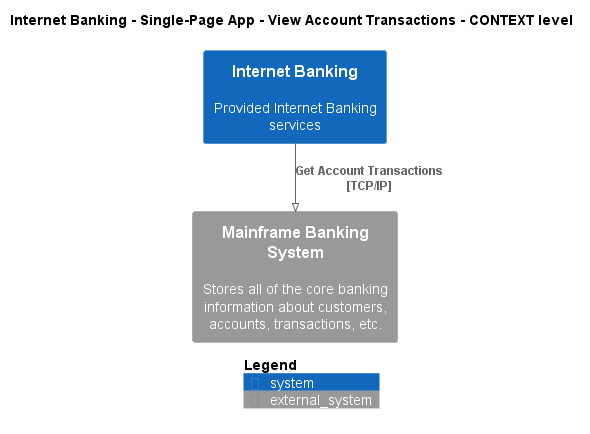 Internet Banking - Single-Page App - View Account Transactions - CONTEXT level
Internet Banking
Provided Internet Banking
services
Get Account Transactions
[TCP/IP]
Mainframe Banking
System
Stores all of the core banking
information about customers,
accounts, transactions, etc.
Legend
system
external_system